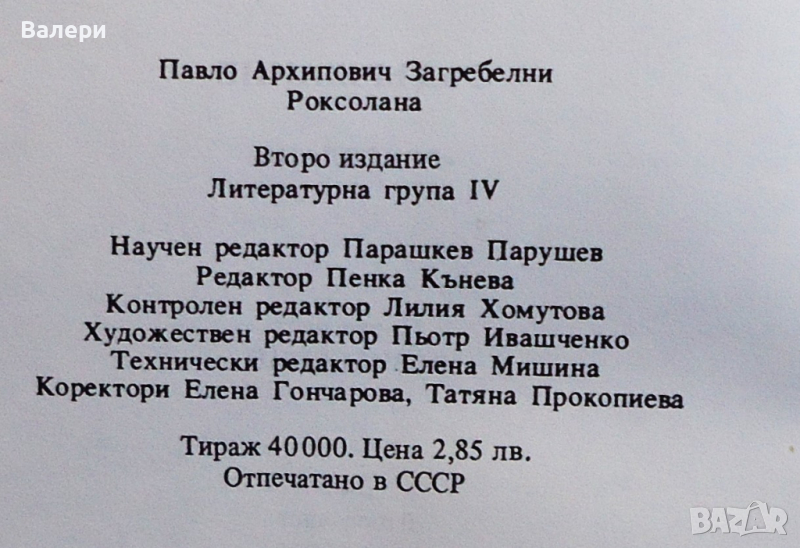 Валери
Павло Архипович Загребелни
Роксолана
Второ издание
Литературна група IV
Научен редактор Парашкев Парушев
Редактор Пенка Кънева
Контролен редактор Лилия Хомутова
Художествен редактор Пьотр Иващченко
Технически редактор Елена Мишина
Коректори Елена Гончарова, Татяна Прокопиева
Тираж 40000. Цена 2,85 лв.
Отпечатано в СССР
BAZAR